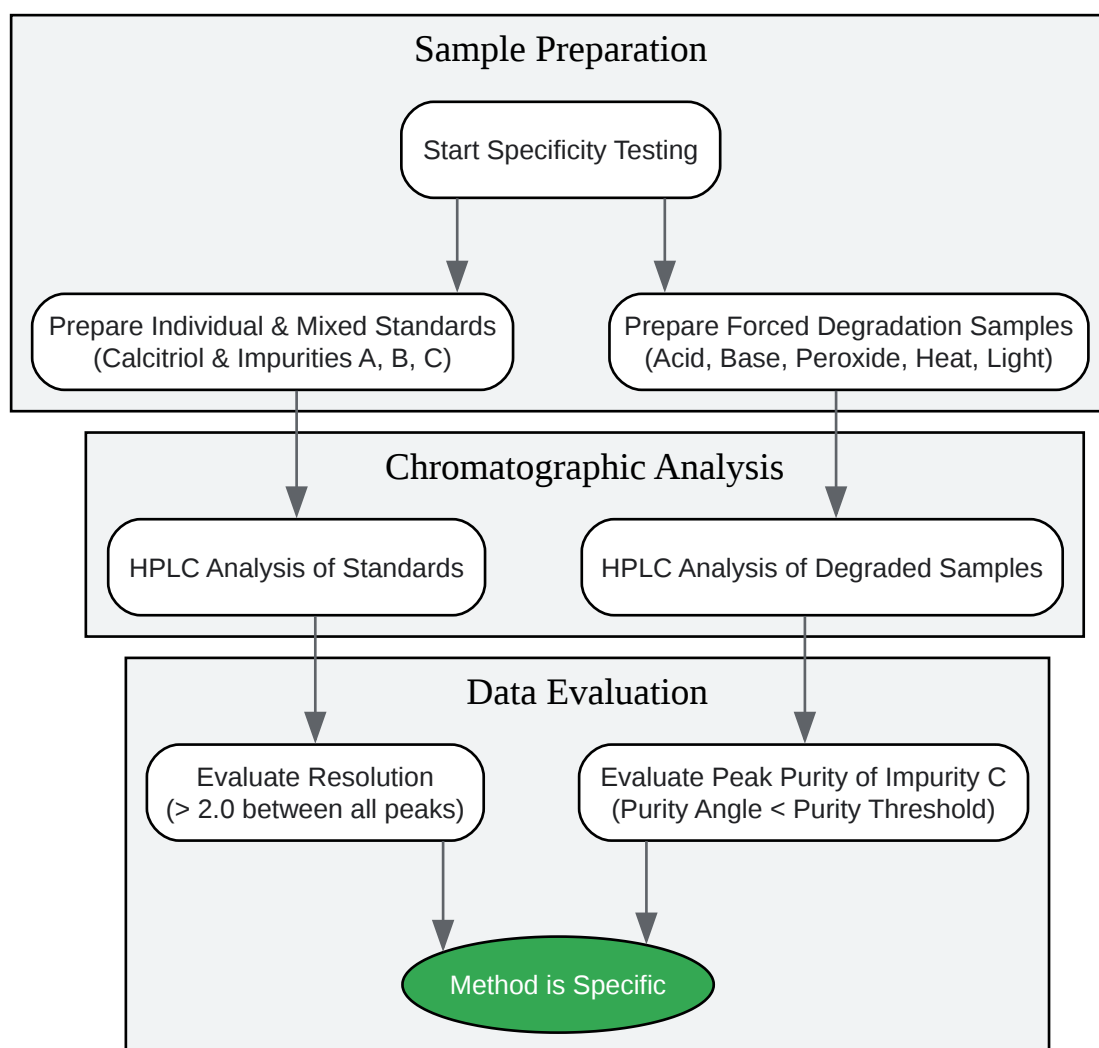 Sample Preparation
Start Specificity Testing
Prepare Individual & Mixed Standards
(Calcitriol & Impurities A, B, C)
Prepare Forced Degradation Samples
(Acid, Base, Peroxide, Heat, Light)
Chromatographic Analysis
HPLC Analysis of Standards
HPLC Analysis of Degraded Samples
Data Evaluation
Evaluate Resolution
(> 2.0 between all peaks)
Evaluate Peak Purity of Impurity C
(Purity Angle < Purity Threshold)
Method is Specific